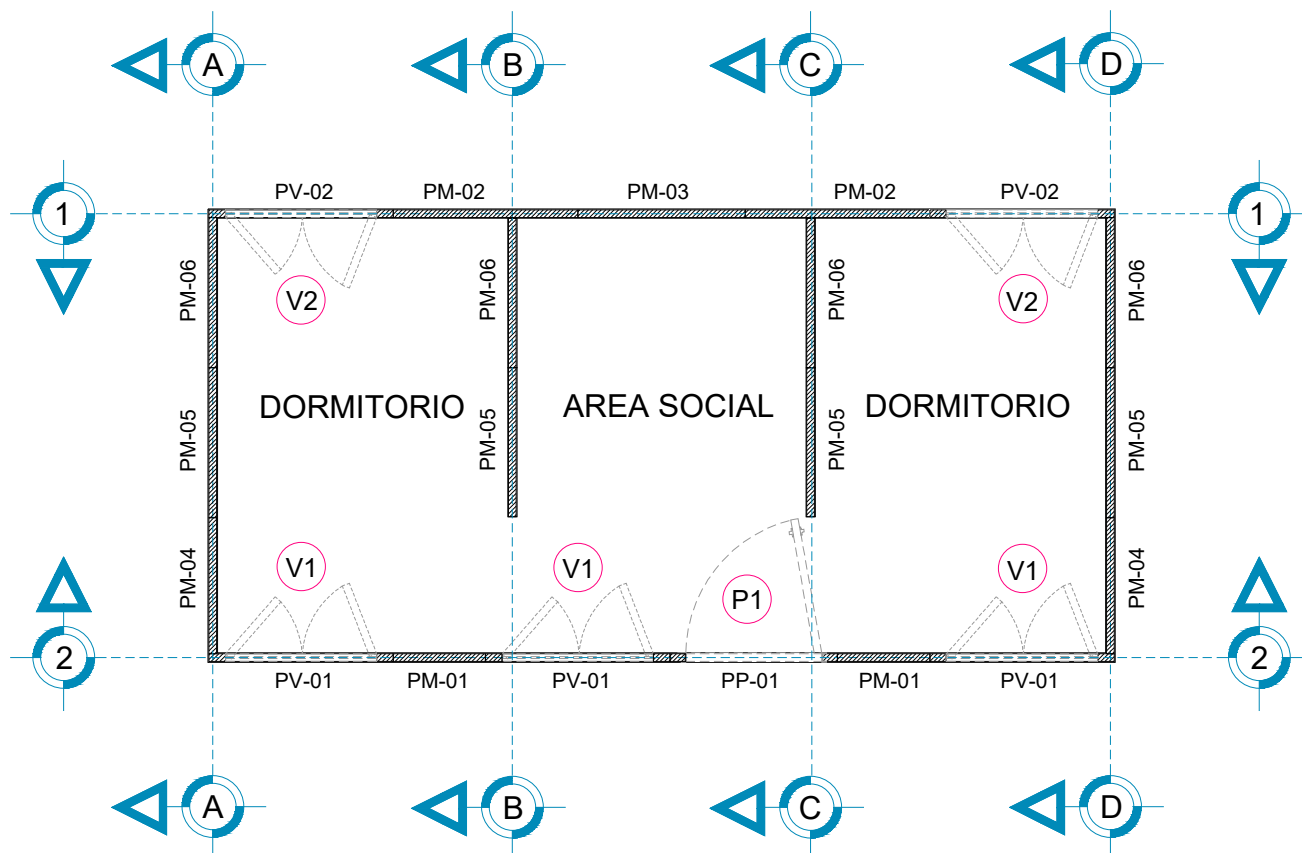 A B C D
PV-02 PM-02 PM-03 PM-02 PV-02
1 1
PM-06 PM-06 PM-06 PM-06
V2 V2
DORMITORIO AREA SOCIAL DORMITORIO
PM-05 PM-05 PM-05 PM-05
V1 V1 V1
PM-04 P1 PM-04
2 2
PV-01 PM-01 PV-01 PP-01 PM-01 PV-01
A B C D